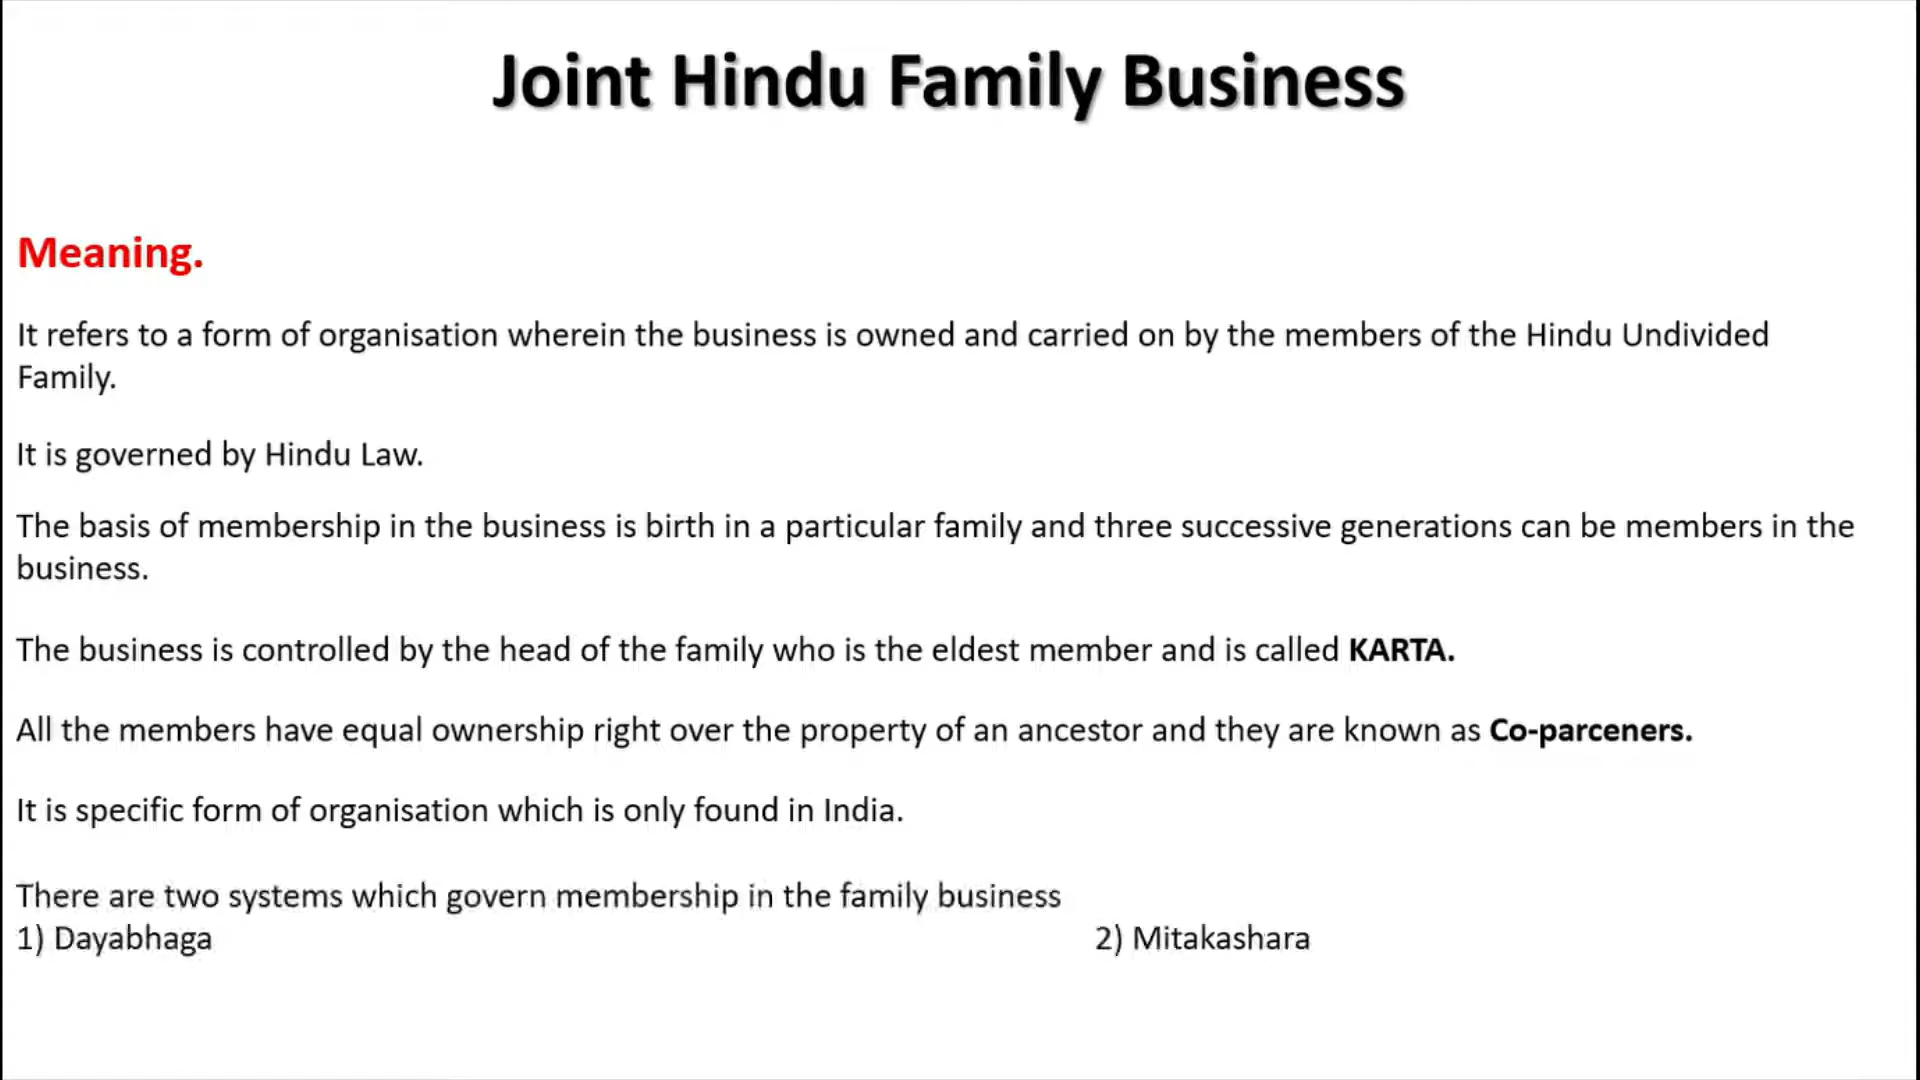 Joint Hindu Family Business
Meaning.
It refers to a form of organisation wherein the business is owned and carried on by the members of the Hindu Undivided
Family.
It is governed by Hindu Law.
The basis of membership in the business is birth in a particular family and three successive generations can be members in the
business.
The business is controlled by the head of the family who is the eldest member and is called KARTA.
All the members have equal ownership right over the property of an ancestor and they are known as Co-parceners.
It is specific form of organisation which is only found in India.
There are two systems which govern membership in the family business
1) Dayabhaga 2) Mitakashara